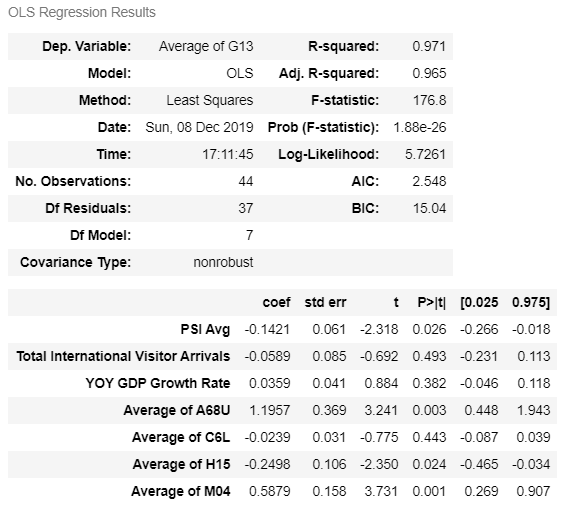 OLS Regression Results
Dep. Variable: Average of G13 R-squared: 0.971
Model: OLS Adj. R-squared: 0.965
Method: Least Squares F-statistic: 176.8
Date: Sun, 08 Dec 2019 Prob (F-statistic): 1.88e-26
Time: 17:11:45 Log-Likelihood: 5.7261
No. Observations: 44 AIC: 2.548
Df Residuals: 37 BIC: 15.04
Df Model: 7
Covariance Type: nonrobust
coef std err t P>|t| [0.025 0.975]
PSI Avg -0.1421 0.061 -2.318 0.026 -0.266 -0.018
Total International Visitor Arrivals -0.0589 0.085 -0.692 0.493 -0.231 0.113
YOY GDP Growth Rate 0.0359 0.041 0.884 0.382 -0.046 0.118
Average of A68U 1.1957 0.369 3.241 0.003 0.448 1.943
Average of C6L -0.0239 0.031 -0.775 0.443 -0.087 0.039
Average of H15 -0.2498 0.106 -2.350 0.024 -0.465 -0.034
Average of M04 0.5879 0.158 3.731 0.001 0.269 0.907